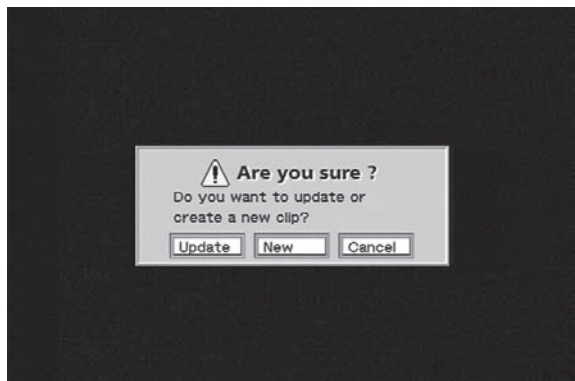 Are you sure ?
Do you want to update or
create a new clip?
Update New Cancel